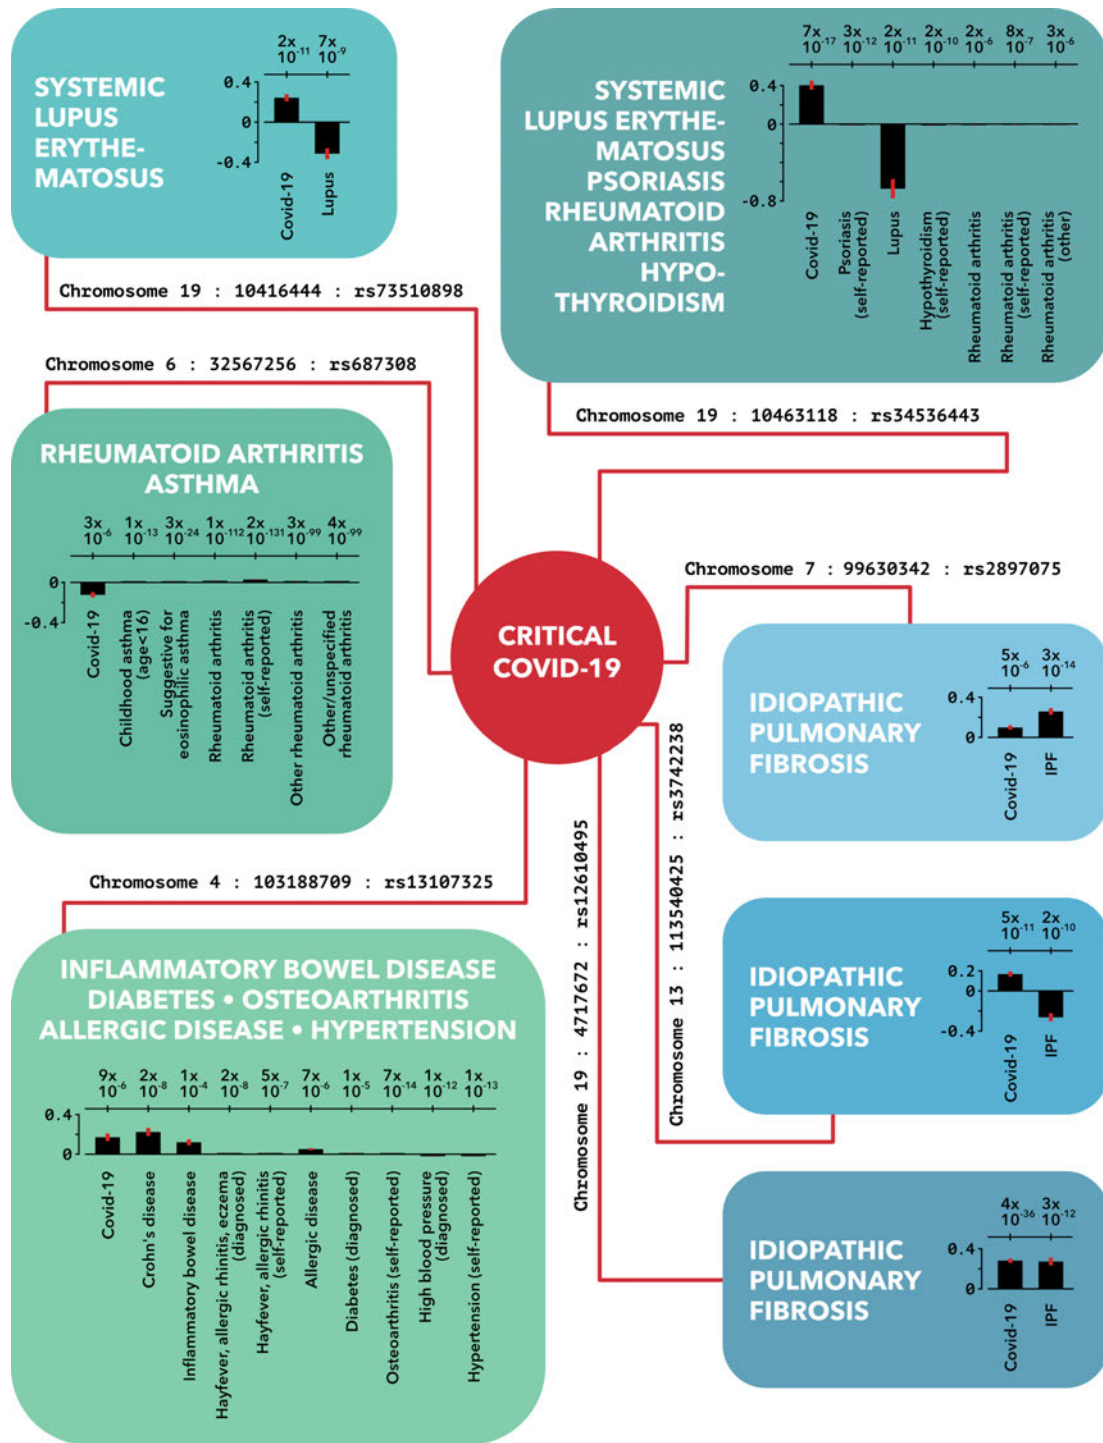 SYSTEMIC
LUPUS
ERYTHE-
MATOSUS
2x 7x
10-11 10-9
0.4
0
-0.4
Covid-19
Lupus
Chromosome 19 : 10416444 : rs73510898
SYSTEMIC
LUPUS ERYTHE-
MATOSUS
PSORIASIS
RHEUMATOID
ARTHRITIS
HYPO-
THYROIDISM
7x 3x 2x 2x 2x 8x 3x
10-17 10-12 10-11 10-10 10-6 10-7 10-6
0.4
0
-0.8
Covid-19
Psoriasis
(self-reported)
Lupus
Hypothyroidism
(self-reported)
Rheumatoid arthritis
Rheumatoid arthritis
(self-reported)
Rheumatoid arthritis
(other)
Chromosome 19 : 10463118 : rs34536443
Chromosome 6 : 32567256 : rs687308
RHEUMATOID ARTHRITIS
ASTHMA
3x 1x 3x 1x 2x 3x 4x
10-6 10-13 10-24 10-112 10-131 10-99 10-99
0
-0.4
Covid-19
Childhood asthma
(age<16)
Suggestive for
eosinophilic asthma
Rheumatoid arthritis
Rheumatoid arthritis
(self-reported)
Other rheumatoid arthritis
Other/unspecified
rheumatoid arthritis
CRITICAL
COVID-19
Chromosome 7 : 99630342 : rs2897075
IDIOPATHIC
PULMONARY
FIBROSIS
5x 3x
10-6 10-14
0.4
0
Covid-19
IPF
Chromosome 13 : 113540425 : rs3742238
IDIOPATHIC
PULMONARY
FIBROSIS
5x 2x
10-11 10-10
0.2
0
-0.4
Covid-19
IPF
Chromosome 19 : 4717672 : rs12610495
IDIOPATHIC
PULMONARY
FIBROSIS
4x 3x
10-36 10-12
0.4
0
Covid-19
IPF
Chromosome 4 : 103188709 : rs13107325
INFLAMMATORY BOWEL DISEASE
DIABETES • OSTEOARTHRITIS
ALLERGIC DISEASE • HYPERTENSION
9x 2x 1x 2x 5x 7x 1x 7x 1x 1x
10-6 10-8 10-4 10-8 10-7 10-6 10-5 10-14 10-12 10-13
0.4
0
Covid-19
Crohn's disease
Inflammatory bowel disease
Hayfever, allergic rhinitis, eczema
(diagnosed)
Hayfever, allergic rhinitis
(self-reported)
Allergic disease
Diabetes (diagnosed)
Osteoarthritis (self-reported)
High blood pressure
(diagnosed)
Hypertension (self-reported)